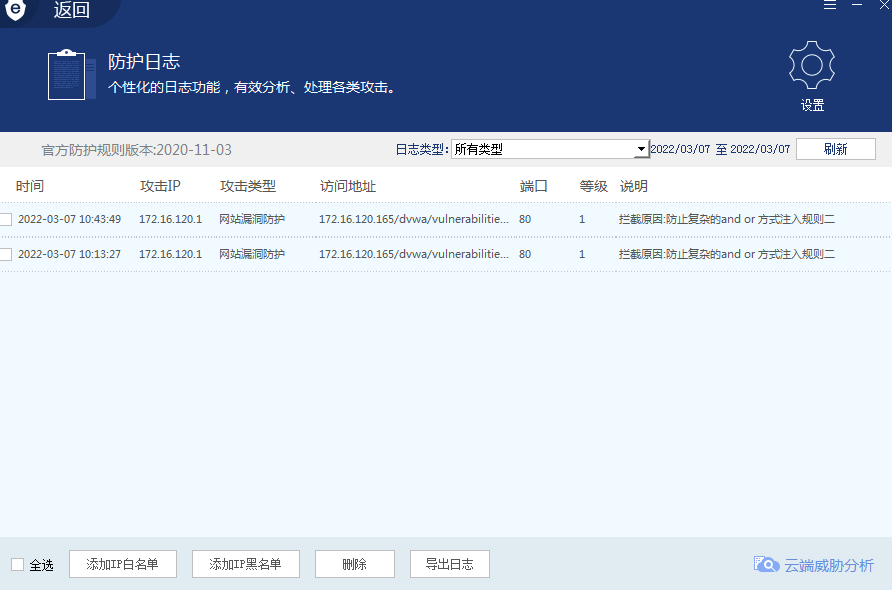 返回
防护日志
个性化的日志功能，有效分析、处理各类攻击。
设置
官方防护规则版本:2020-11-03 日志类型: 所有类型 2022/03/07 至 2022/03/07 刷新
时间 攻击IP 攻击类型 访问地址 端口 等级 说明
2022-03-07 10:43:49 172.16.120.1 网站漏洞防护 172.16.120.165/dvwa/vulnerabilitie... 80 1 拦截原因:防止复杂的and or 方式注入规则二
2022-03-07 10:13:27 172.16.120.1 网站漏洞防护 172.16.120.165/dvwa/vulnerabilitie... 80 1 拦截原因:防止复杂的and or 方式注入规则二
全选 添加IP白名单 添加IP黑名单 删除 导出日志 云端威胁分析